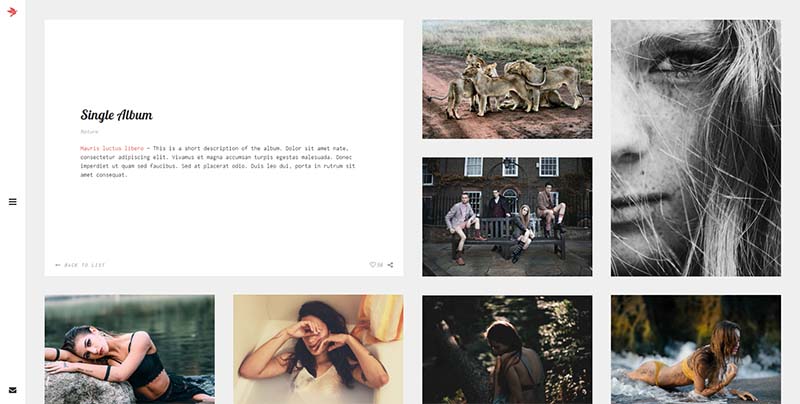 Single Album
Nature
Mauris luctus libero – This is a short description of the album. Dolor sit amet nate,
consectetur adipiscing elit. Vivamus et magna accumsan turpis egestas malesuada. Donec
imperdiet ut quam sed faucibus. Sed at placerat odio. Duis leo dui, porta in rutrum sit
amet consequat.
← BACK TO LIST